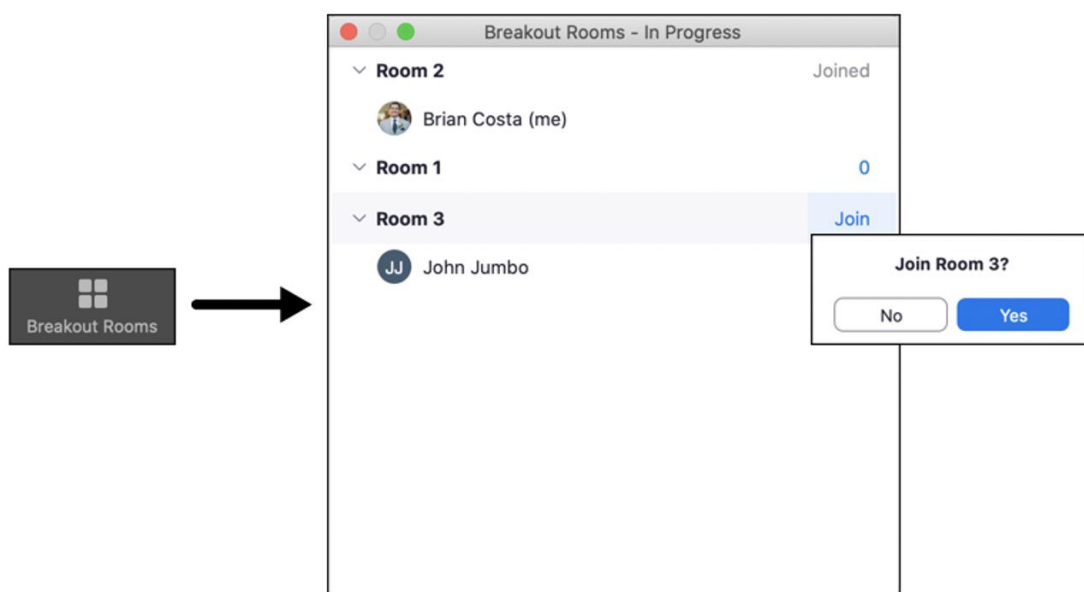 Breakout Rooms - In Progress
Room 2 Joined
Brian Costa (me)
Room 1 0
Room 3 Join
JJ John Jumbo
Join Room 3?
No Yes
Breakout Rooms